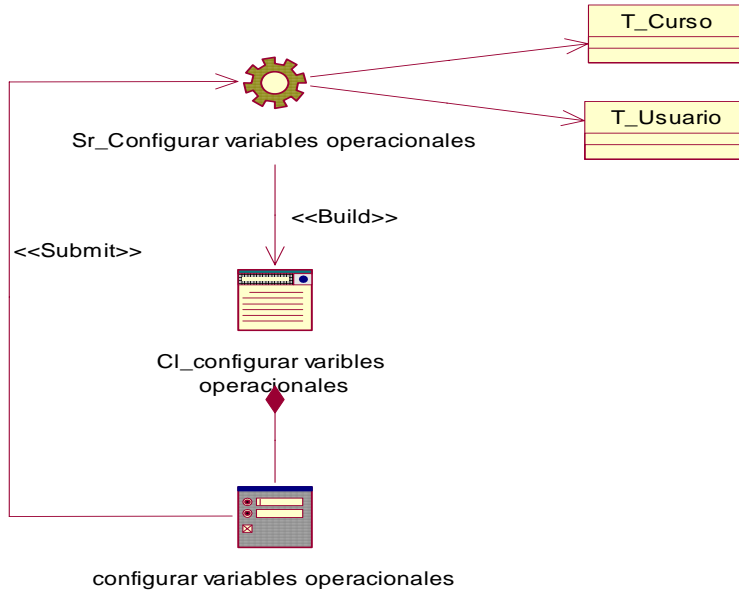 T_Curso
T_Usuario
Sr_Configurar variables operacionales
<<Build>>
<<Submit>>
Cl_configurar varibles
operacionales
configurar variables operacionales